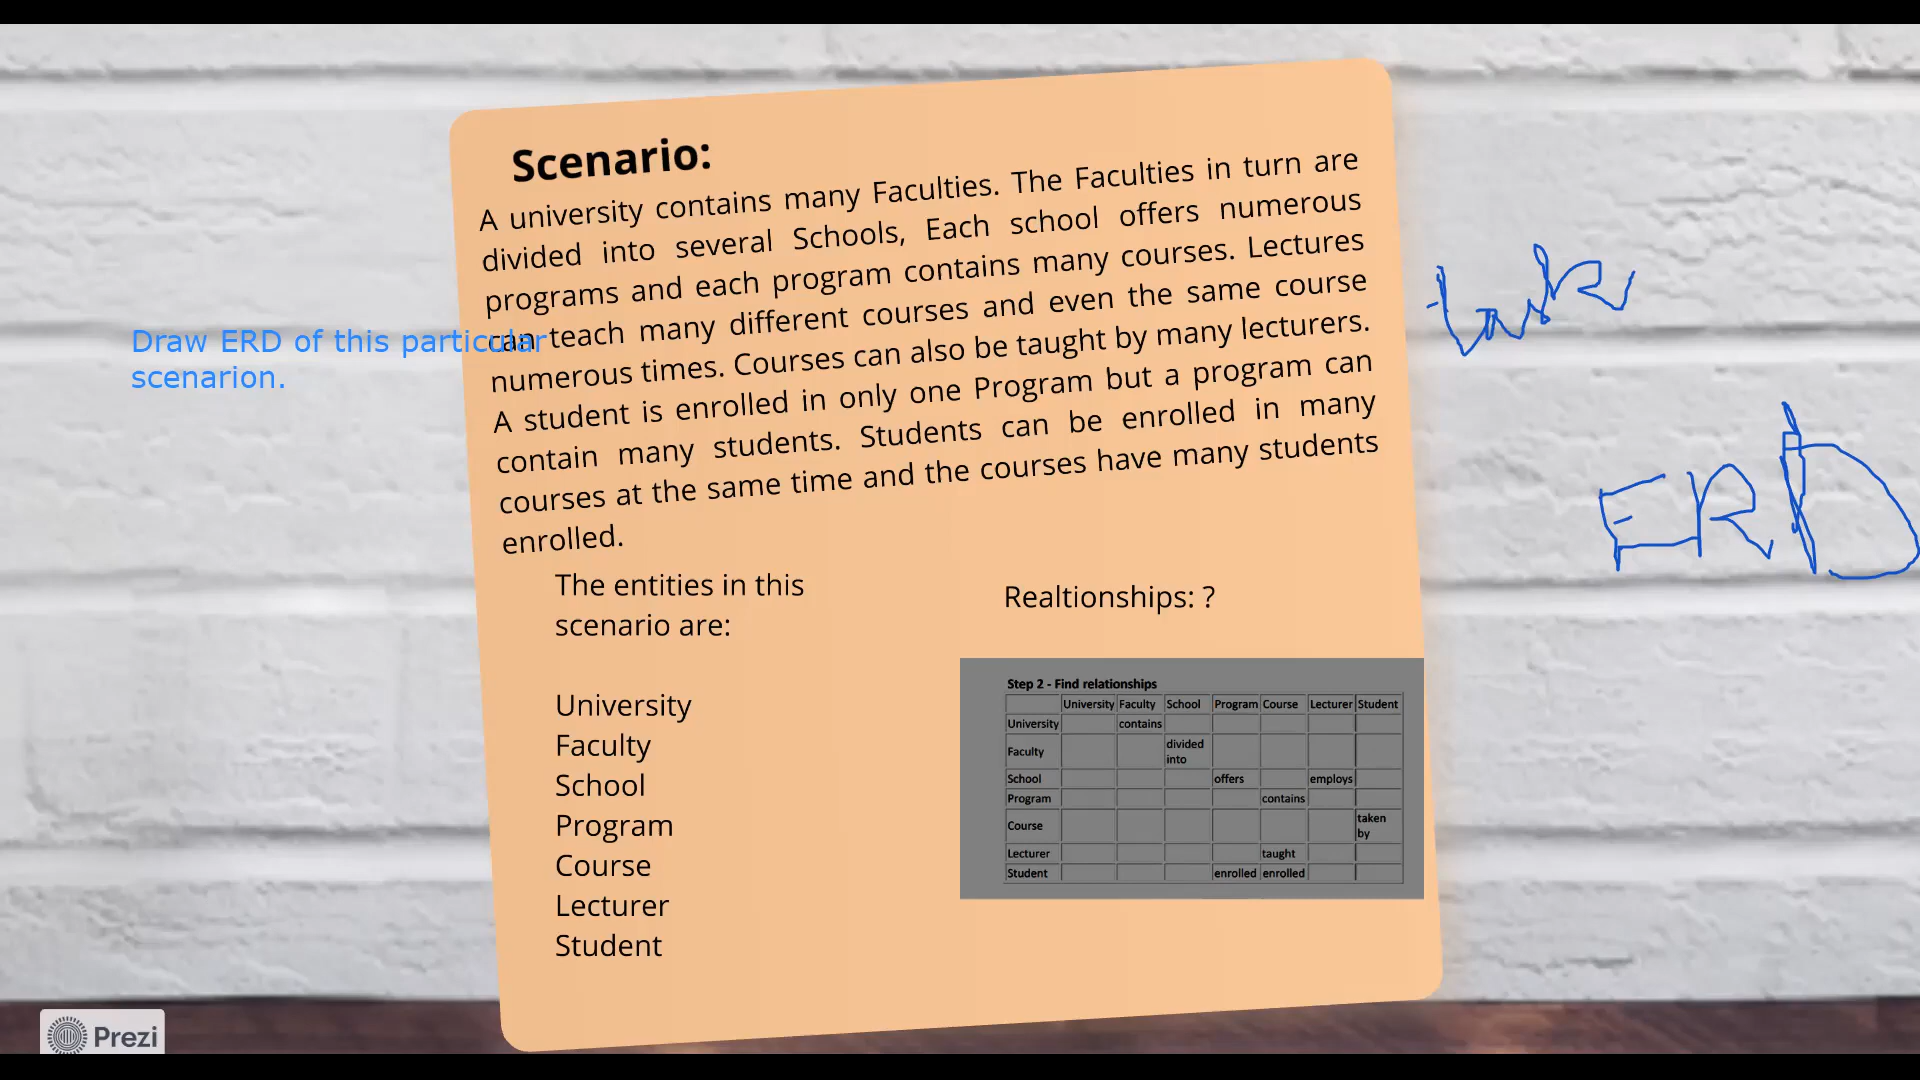 Scenario:
A university contains many Faculties. The Faculties in turn are
divided into several Schools, Each school offers numerous
programs and each program contains many courses. Lectures
can teach many different courses and even the same course
numerous times. Courses can also be taught by many lecturers.
A student is enrolled in only one Program but a program can
contain many students. Students can be enrolled in many
courses at the same time and the courses have many students
enrolled.
Draw ERD of this particular
scenarion.
ERD
The entities in this
scenario are:
University
Faculty
School
Program
Course
Lecturer
Student
Realtionships: ?
Step 2 - Find relationships
University Faculty School Program Course Lecturer Student
University contains
Faculty divided into
School offers employs
Program contains
Course taken by
Lecturer taught
Student enrolled enrolled
Prezi